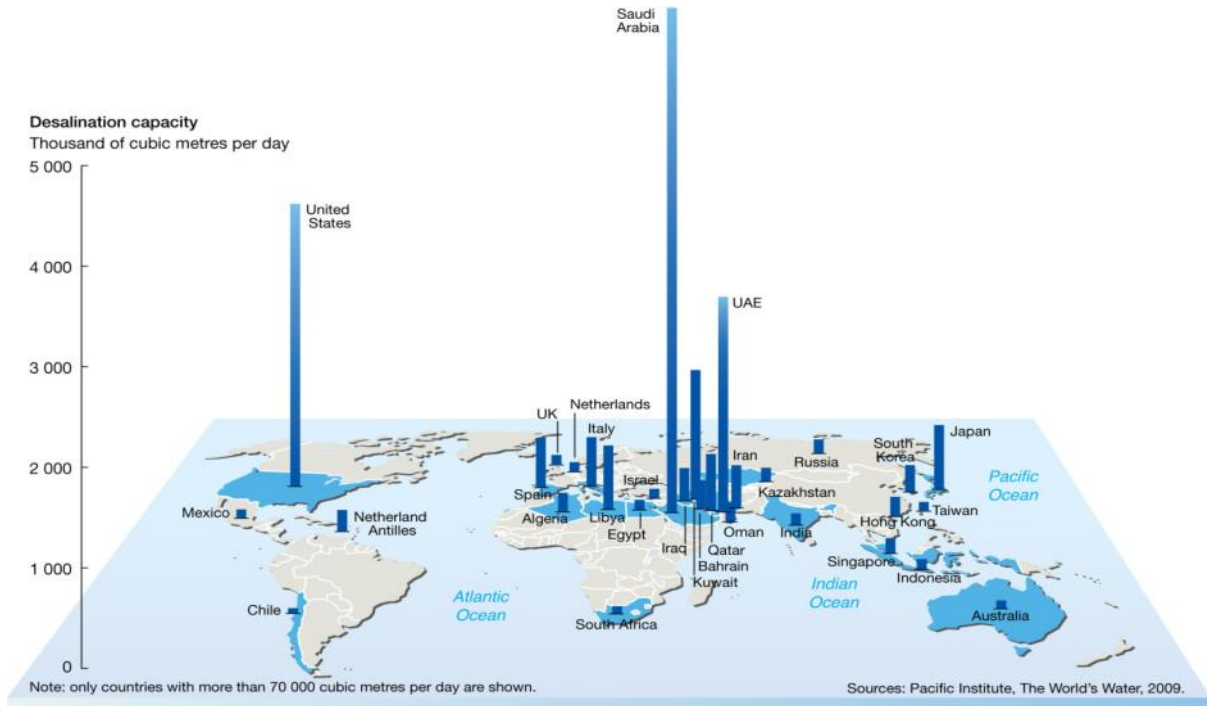 Saudi
Arabia
Desalination capacity
Thousand of cubic metres per day
5 000
4 000
3 000
2 000
1 000
0
United
States
UAE
Netherlands
UK
Italy
Iran
Russia
South
Korea
Japan
Pacific
Ocean
Spain
Israel
Kazakhstan
Mexico
Netherland
Antilles
Algeria
Libya
Egypt
Oman
India
Hong Kong
Taiwan
Iraq
Qatar
Bahrain
Kuwait
Singapore
Indonesia
Chile
Atlantic
Ocean
South Africa
Indian
Ocean
Australia
Note: only countries with more than 70 000 cubic metres per day are shown.
Sources: Pacific Institute, The World's Water, 2009.